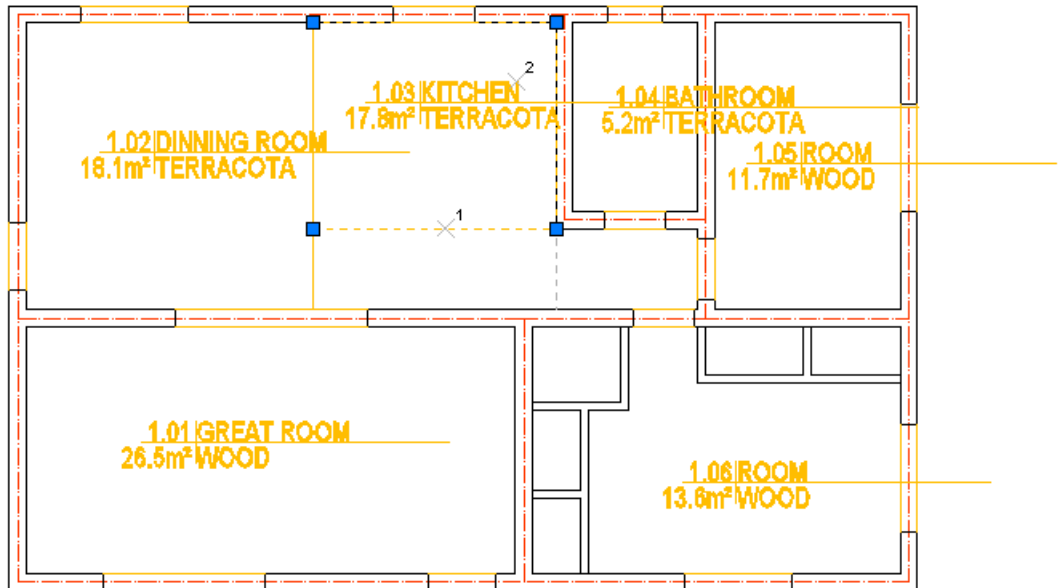 2
1.03 KITCHEN
17.8m² TERRACOTA
1.04 BATHROOM
5.2m² TERRACOTA
1.02 DINNING ROOM
18.1m² TERRACOTA
1.05 ROOM
11.7m² WOOD
1
1.01 GREAT ROOM
26.5m² WOOD
1.06 ROOM
13.6m² WOOD